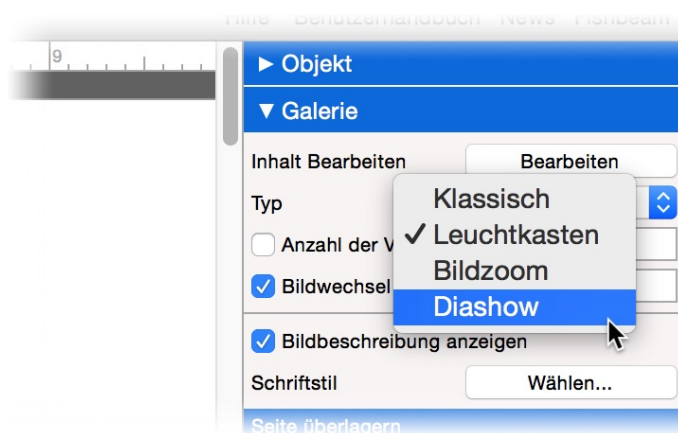 Hilfe Benutzerhandbuch News Fishbeam
9
► Objekt
▼ Galerie
Inhalt Bearbeiten Bearbeiten
Typ
Klassisch
✓ Leuchtkasten
Bildzoom
Diashow
Anzahl der
Bildwechsel
Bildbeschreibung anzeigen
Schriftstil Wählen...
Seite überlagern